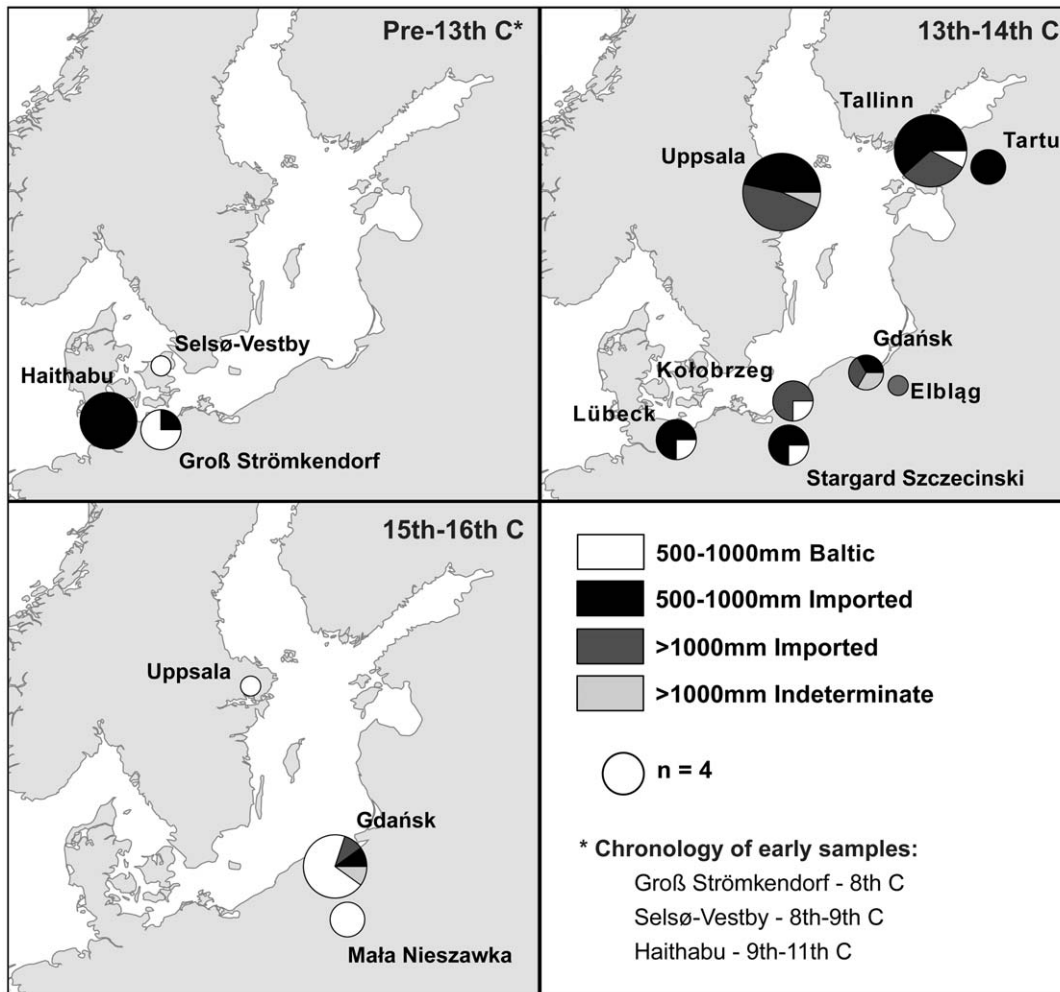 Pre-13th C*
Selsø-Vestby
Haithabu
Groß Strömkendorf
13th-14th C
Tallinn
Tartu
Uppsala
Gdańsk
Kołobrzeg
Elbląg
Lübeck
Stargard Szczecinski
15th-16th C
Uppsala
Gdańsk
Mała Nieszawka
500-1000mm Baltic
500-1000mm Imported
>1000mm Imported
>1000mm Indeterminate
n = 4
* Chronology of early samples:
Groß Strömkendorf - 8th C
Selsø-Vestby - 8th-9th C
Haithabu - 9th-11th C